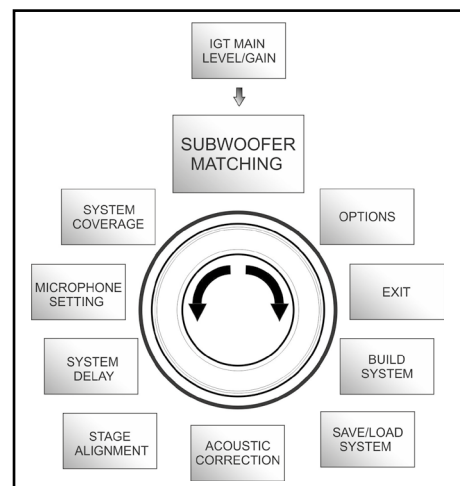 IGT MAIN
LEVEL/GAIN
SUBWOOFER
MATCHING
SYSTEM
COVERAGE
OPTIONS
MICROPHONE
SETTING
EXIT
SYSTEM
DELAY
BUILD
SYSTEM
STAGE
ALIGNMENT
ACOUSTIC
CORRECTION
SAVE/LOAD
SYSTEM